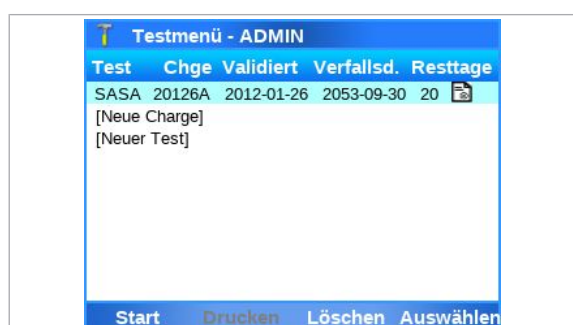 Testmenü - ADMIN
Test Chge Validiert Verfallsd. Resttage
SASA 20126A 2012-01-26 2053-09-30 20
[Neue Charge]
[Neuer Test]
Start Drucken Löschen Auswählen